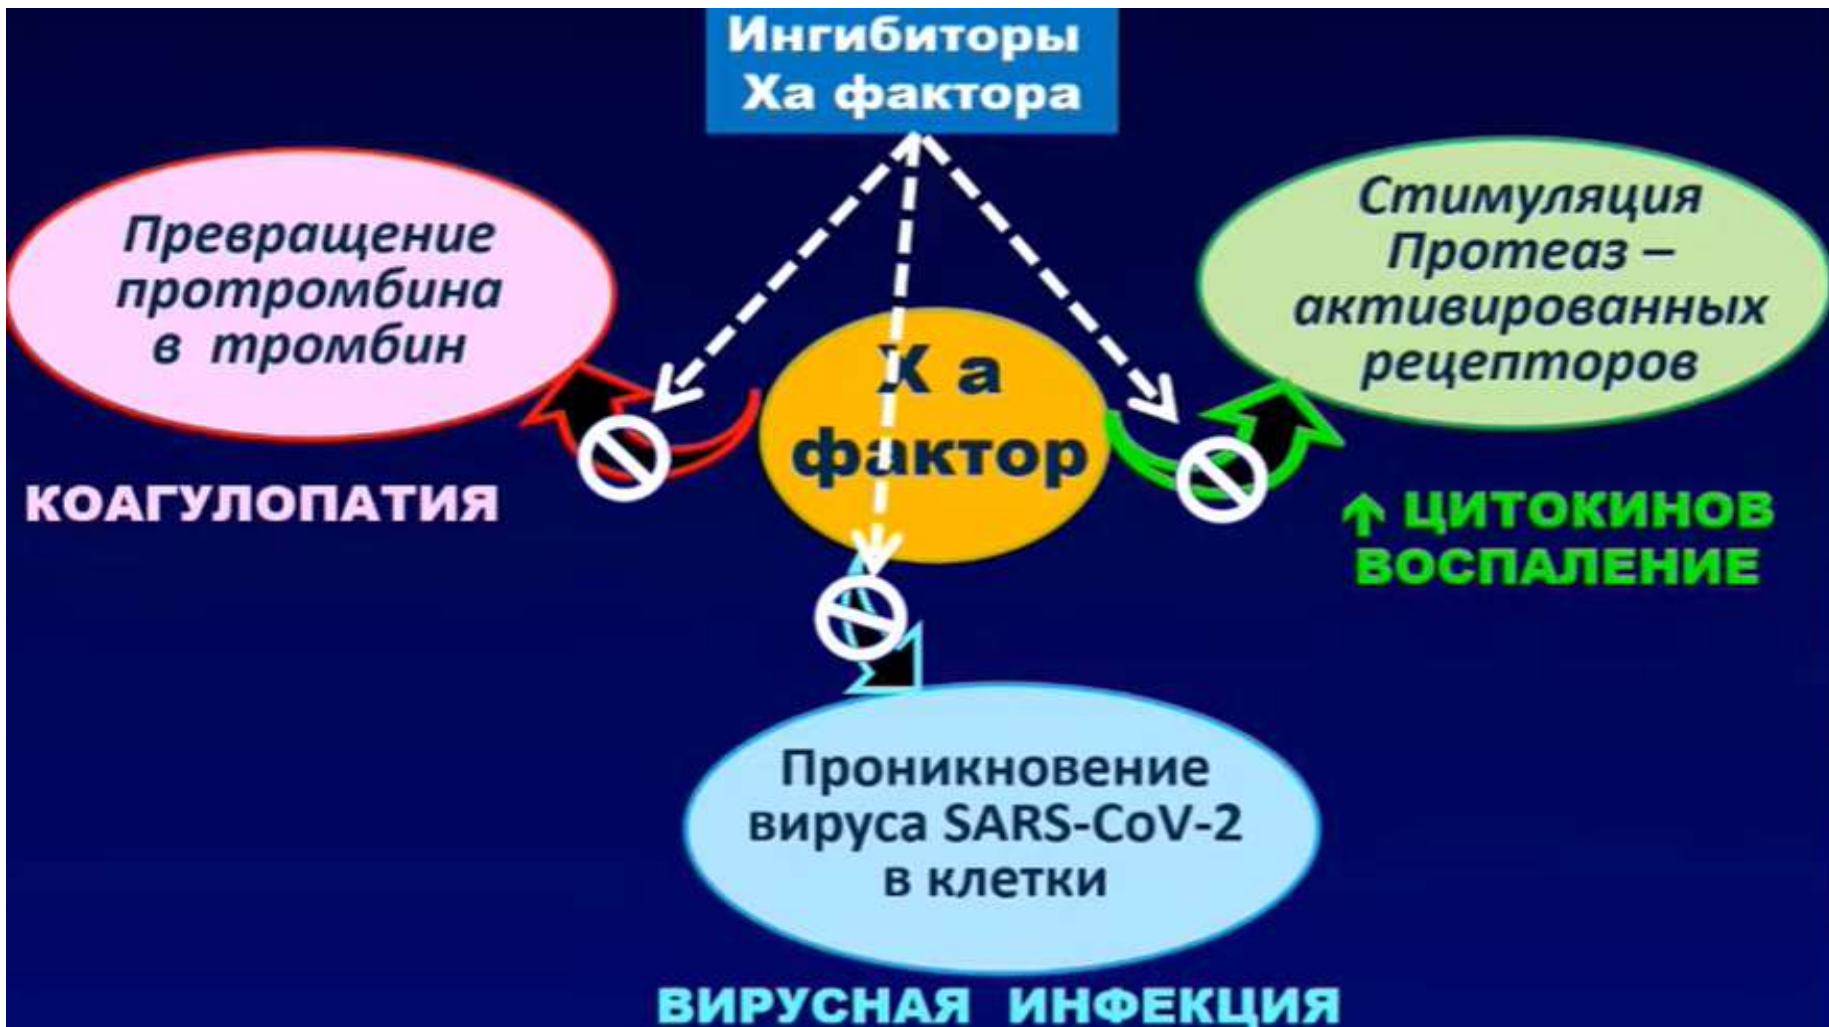 Ингибиторы
Ха фактора
Превращение
протромбина
в тромбин
Стимуляция
Протеаз –
активированных
рецепторов
Х а
фактор
КОАГУЛОПАТИЯ
↑ ЦИТОКИНОВ
ВОСПАЛЕНИЕ
Проникновение
вируса SARS-CoV-2
в клетки
ВИРУСНАЯ ИНФЕКЦИЯ